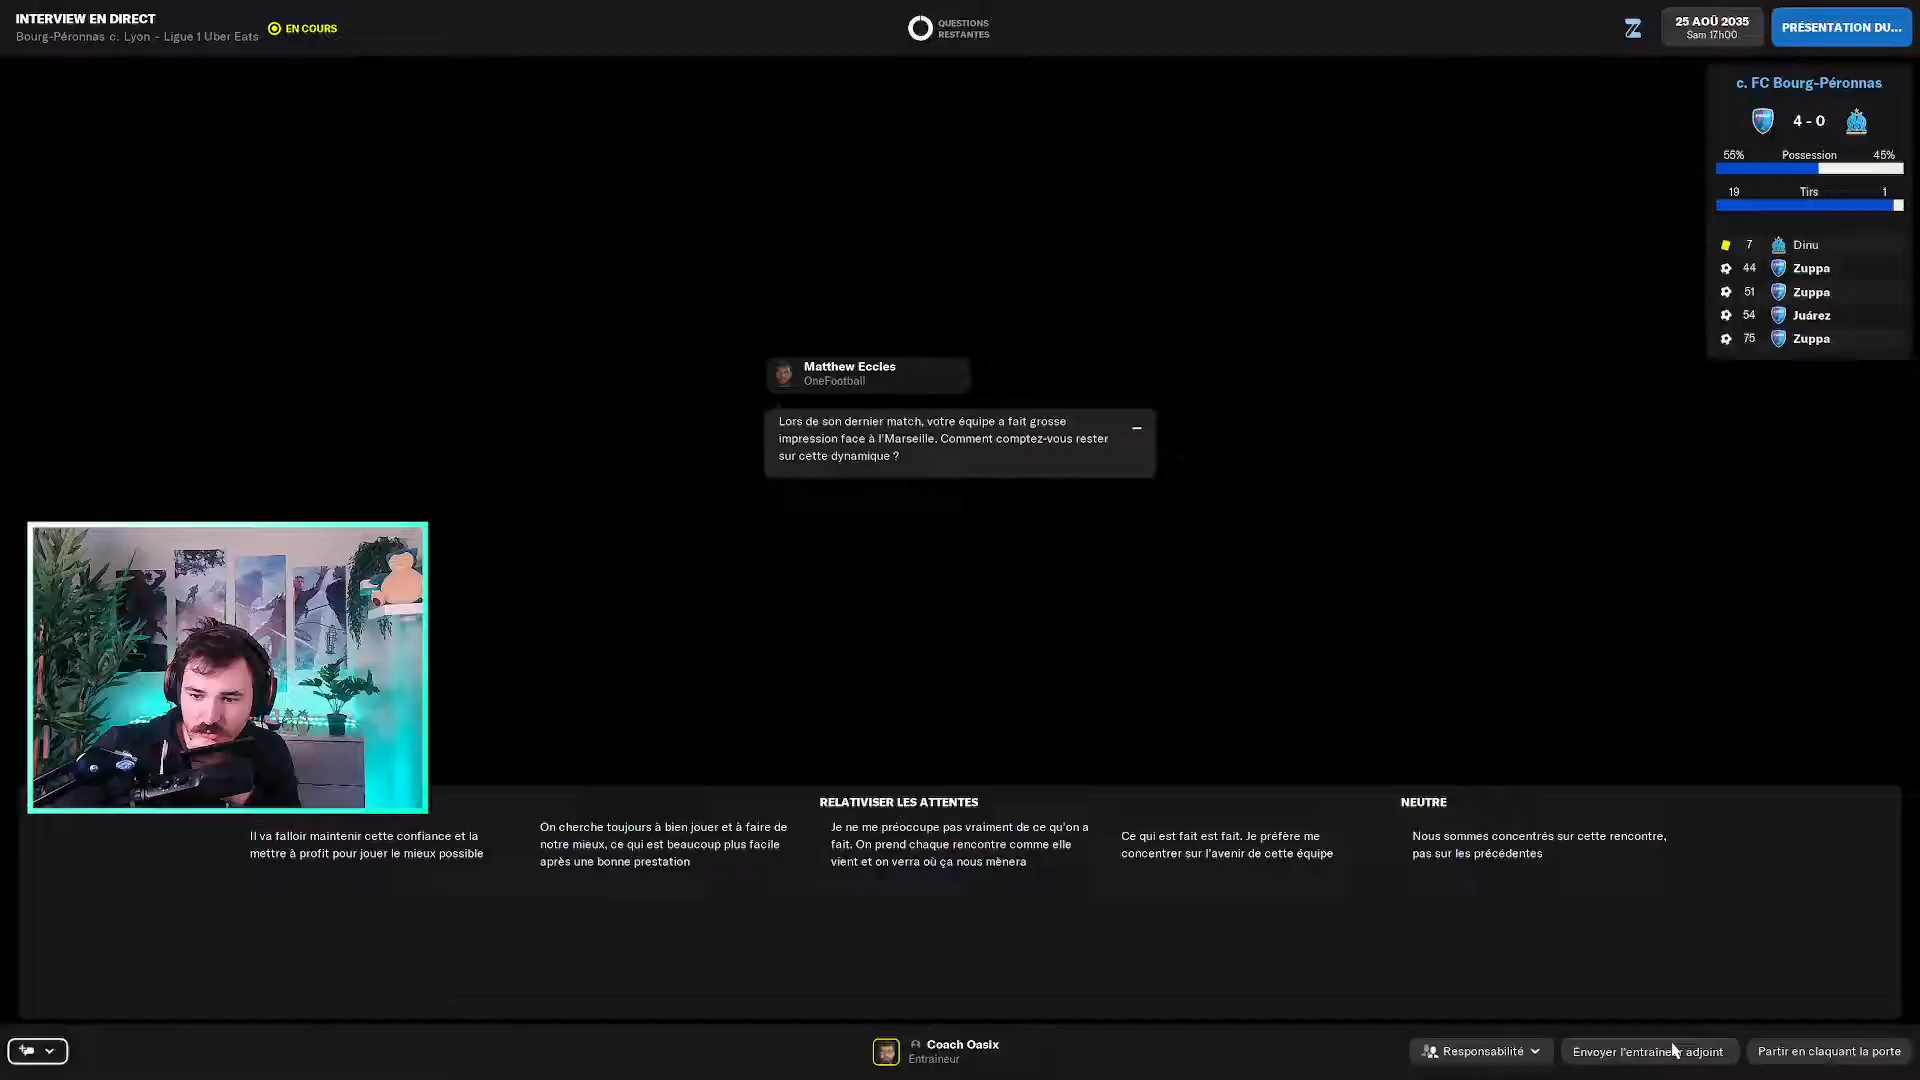 INTERVIEW EN DIRECT
Bourg-Péronnas c. Lyon - Ligue 1 Uber Eats
EN COURS
QUESTIONS
RESTANTES
25 AOÛ 2035
Sam 17h00
PRÉSENTATION DU...
c. FC Bourg-Péronnas
4 - 0
55% Possession 45%
19 Tirs 1
7 Dinu
44 Zuppa
51 Zuppa
54 Juárez
75 Zuppa
Matthew Eccles
OneFootball
Lors de son dernier match, votre équipe a fait grosse
impression face à l'Marseille. Comment comptez-vous rester
sur cette dynamique ?
Il va falloir maintenir cette confiance et la
mettre à profit pour jouer le mieux possible
On cherche toujours à bien jouer et à faire de
notre mieux, ce qui est beaucoup plus facile
après une bonne prestation
RELATIVISER LES ATTENTES
Je ne me préoccupe pas vraiment de ce qu'on a
fait. On prend chaque rencontre comme elle
vient et on verra où ça nous mènera
Ce qui est fait est fait. Je préfère me
concentrer sur l'avenir de cette équipe
NEUTRE
Nous sommes concentrés sur cette rencontre,
pas sur les précédentes
Coach Oasix
Entraîneur
Responsabilité
Envoyer l'entraîneur adjoint
Partir en claquant la porte